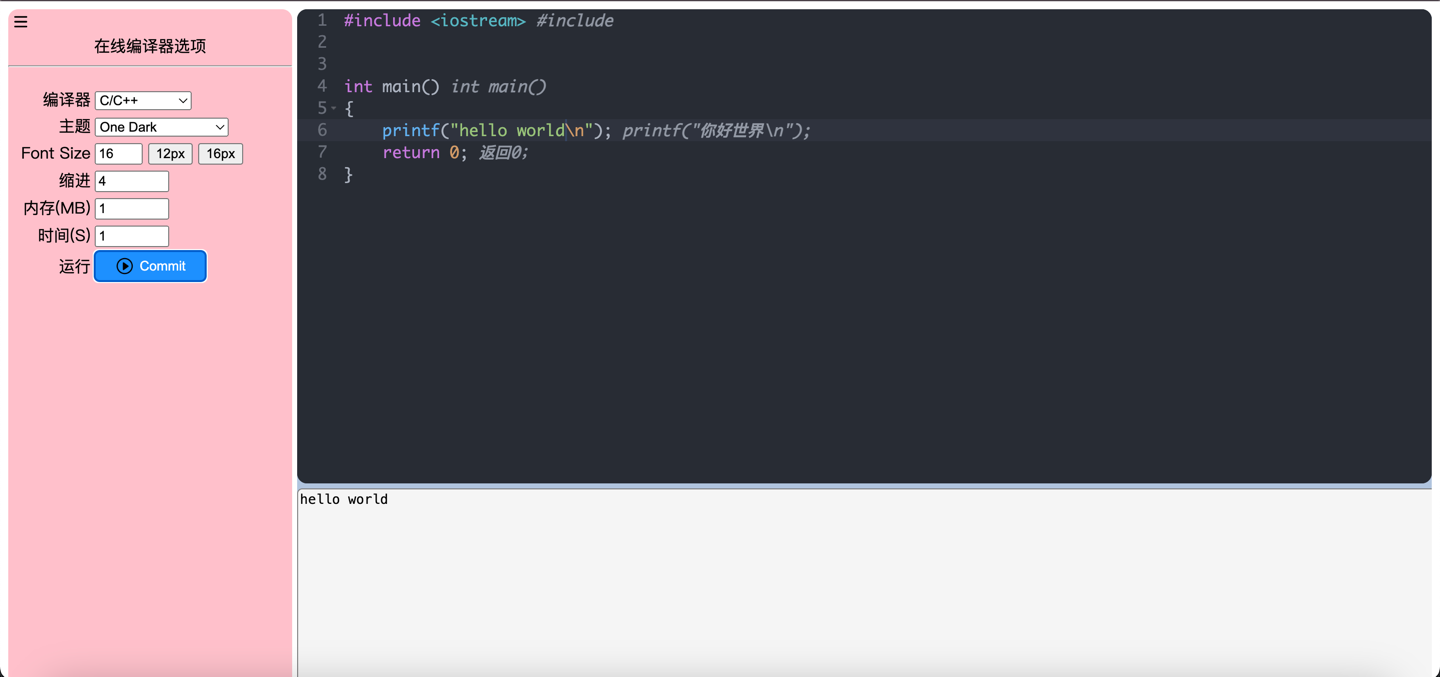 在线编译器选项
编译器 C/C++
主题 One Dark
Font Size 16 12px 16px
缩进 4
内存(MB) 1
时间(S) 1
运行 Commit
1 #include <iostream> #include
2
3
4 int main() int main()
5 {
6 printf("hello world\n"); printf("你好世界\n");
7 return 0; 返回0;
8 }
hello world